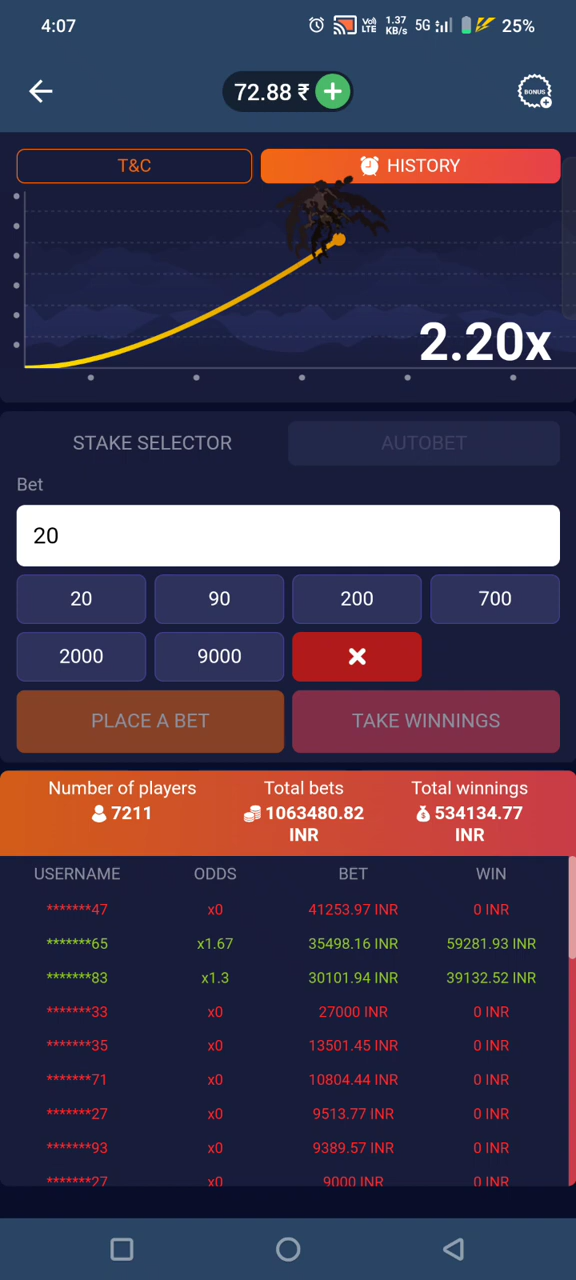 4:07
Vo) LTE
1.37 KB/s
5G
25%
72.88 ₹
BONUS
T&C
HISTORY
2.20x
STAKE SELECTOR
AUTOBET
Bet
20
20 90 200 700
2000 9000
PLACE A BET
TAKE WINNINGS
Number of players Total bets Total winnings
7211 1063480.82 534134.77
INR INR
USERNAME ODDS BET WIN
*******47 x0 41253.97 INR 0 INR
*******65 x1.67 35498.16 INR 59281.93 INR
*******83 x1.3 30101.94 INR 39132.52 INR
*******33 x0 27000 INR 0 INR
*******35 x0 13501.45 INR 0 INR
*******71 x0 10804.44 INR 0 INR
*******27 x0 9513.77 INR 0 INR
*******93 x0 9389.57 INR 0 INR
*******27 x0 9000 INR 0 INR